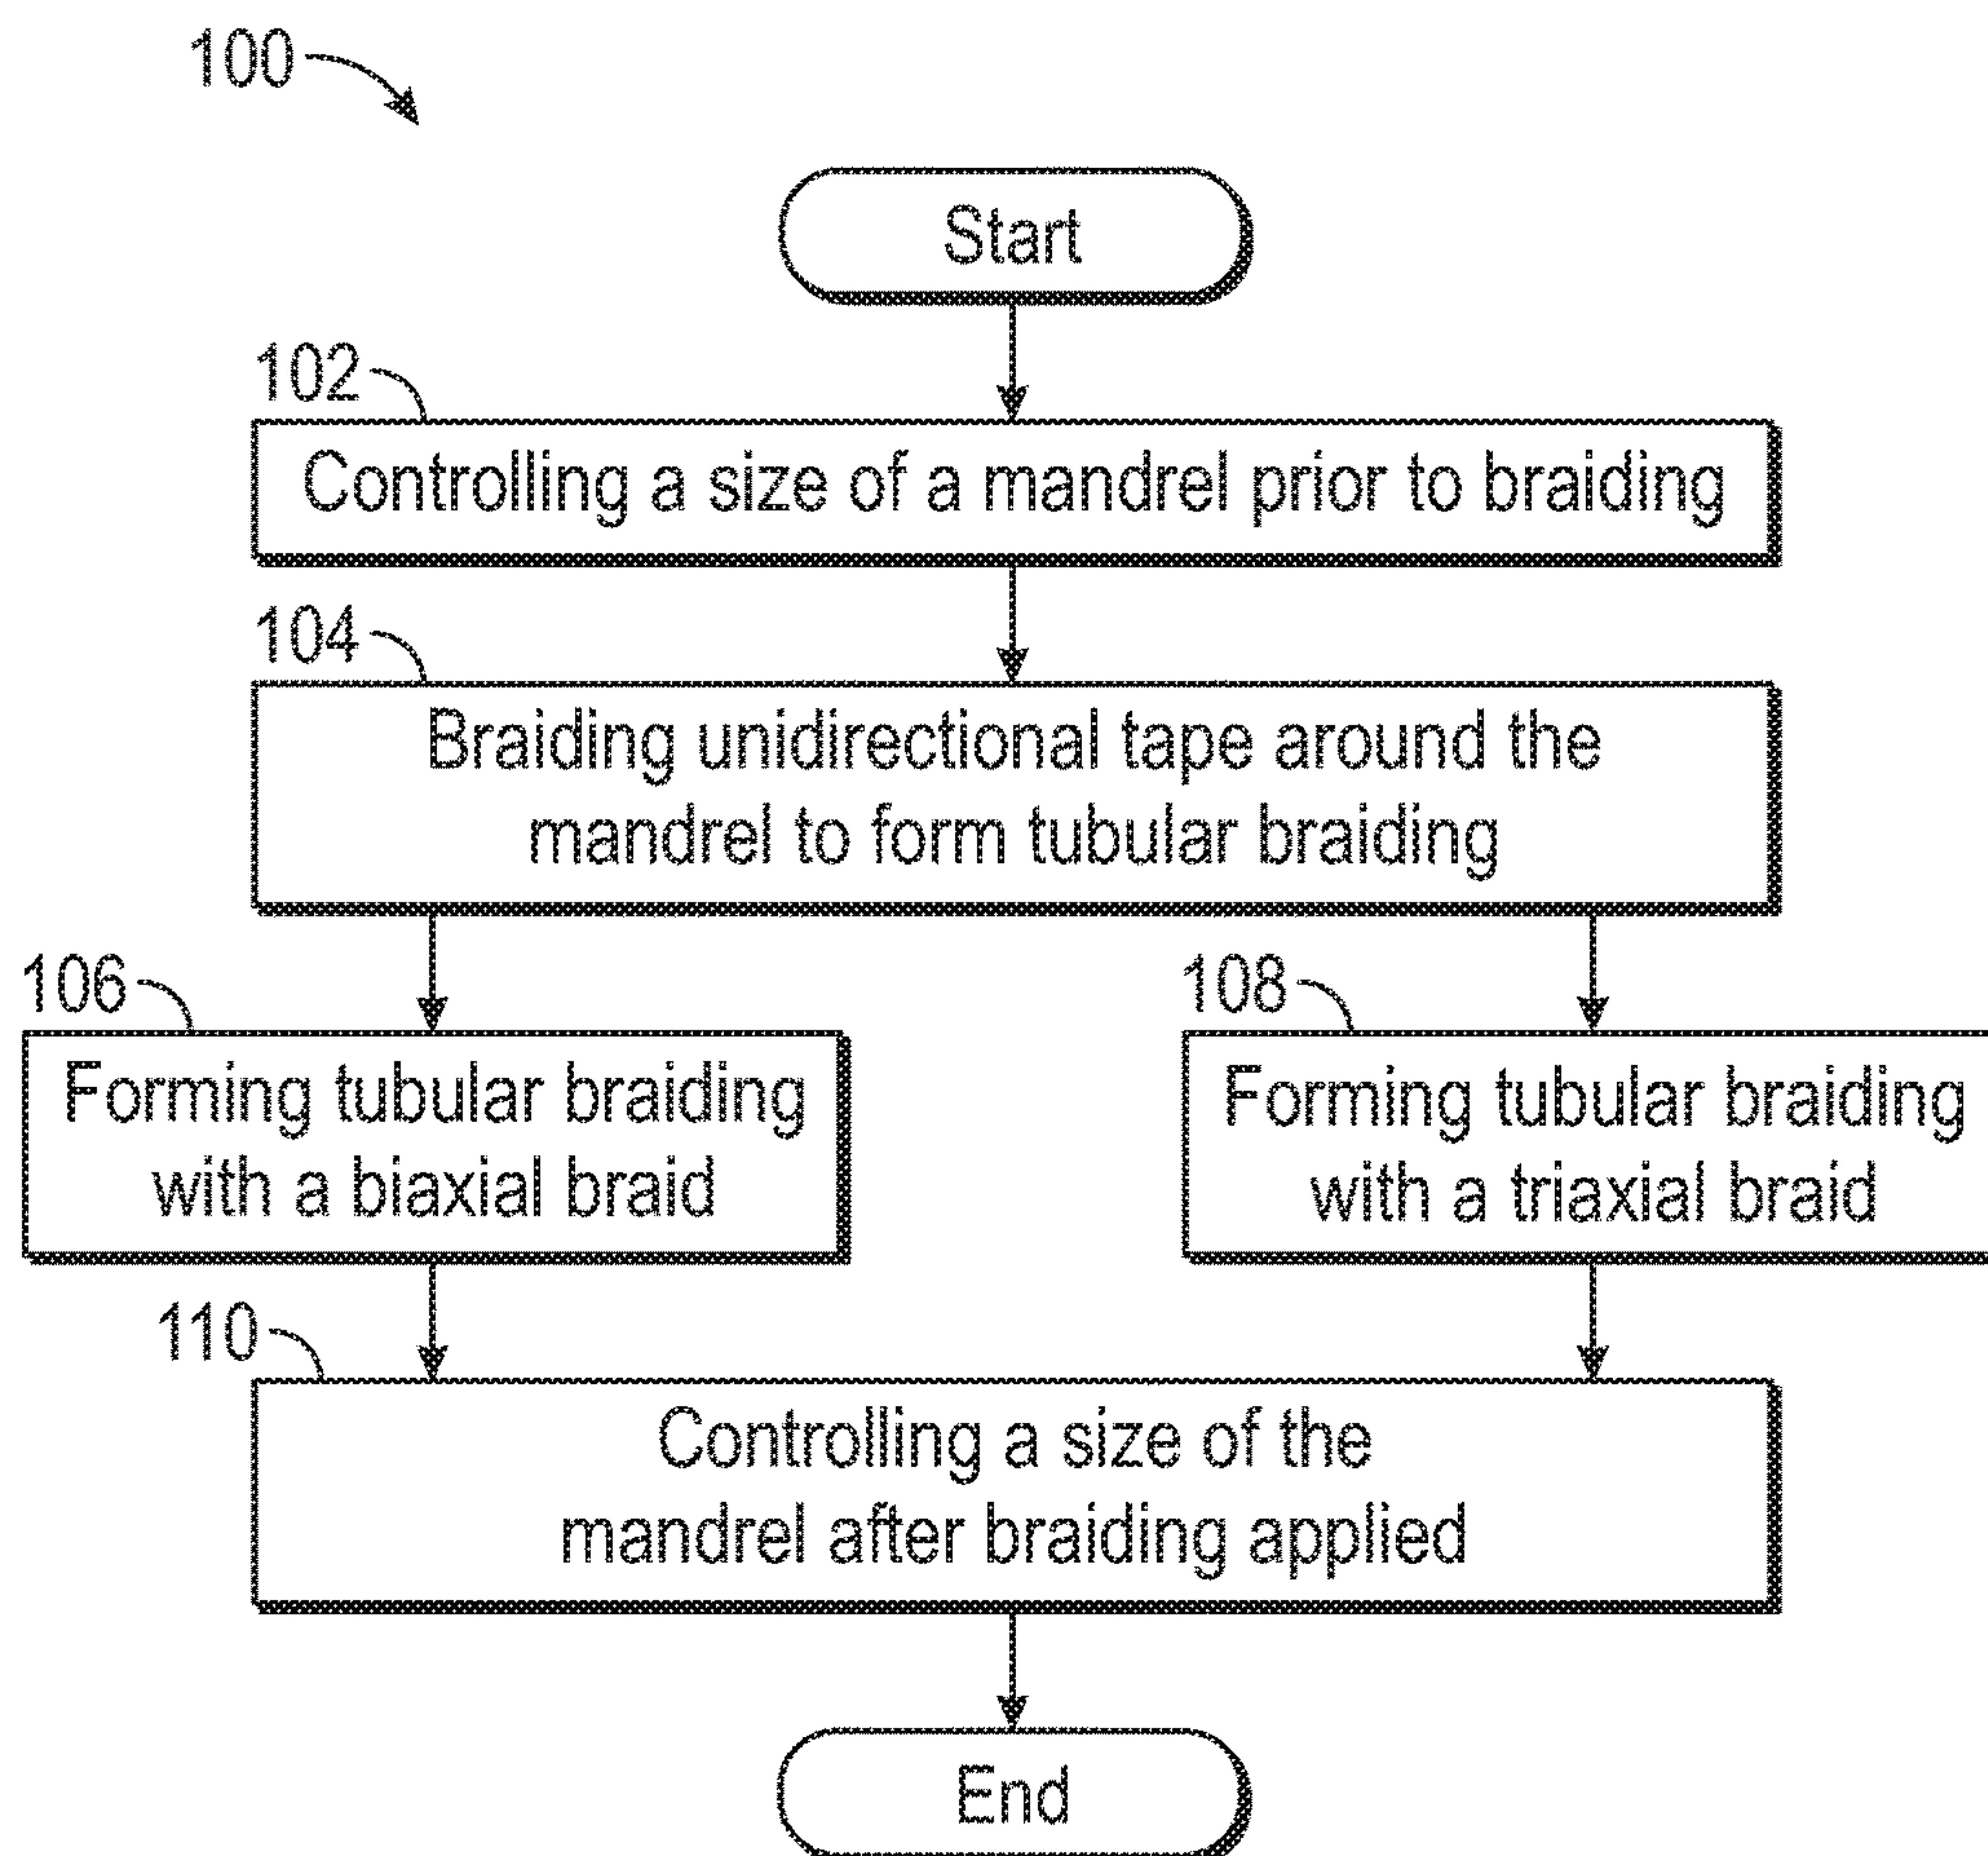 100
Start
102
Controlling a size of a mandrel prior to braiding
104
Braiding unidirectional tape around the
mandrel to form tubular braiding
106
Forming tubular braiding
with a biaxial braid
108
Forming tubular braiding
with a triaxial braid
110
Controlling a size of the
mandrel after braiding applied
End